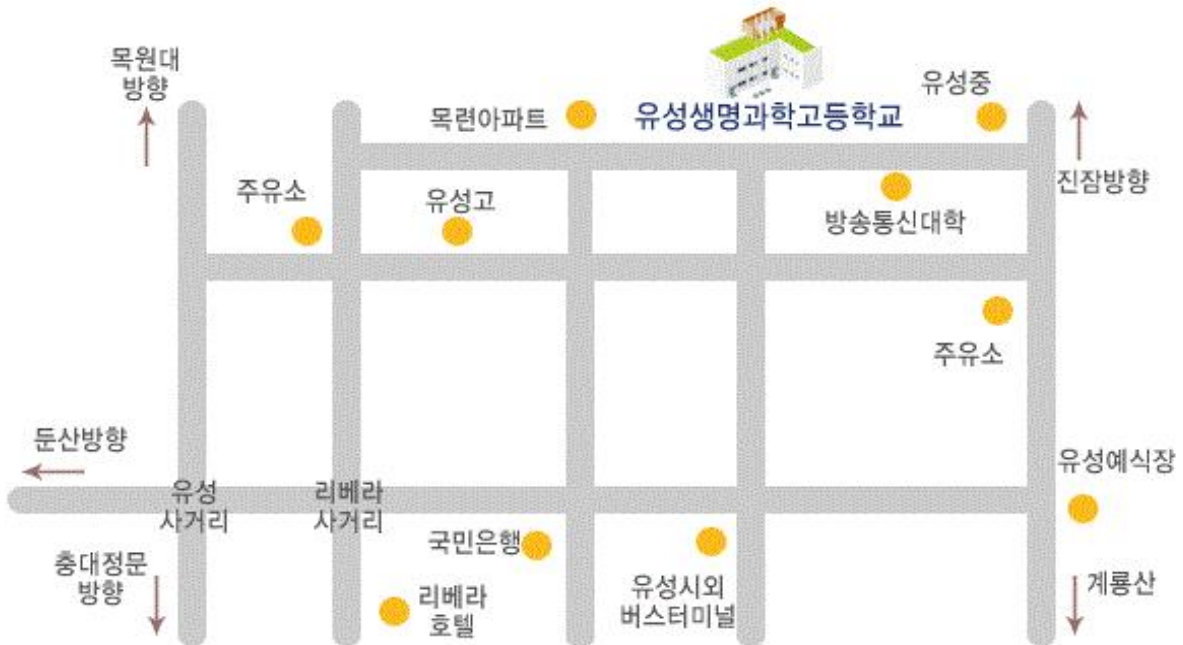 목원대
방향
목련아파트
유성생명과학고등학교
유성중
주유소
유성고
방송통신대학
진잠방향
주유소
둔산방향
유성
사거리
리베라
사거리
유성예식장
충대정문
방향
국민은행
리베라
호텔
유성시외
버스터미널
계룡산